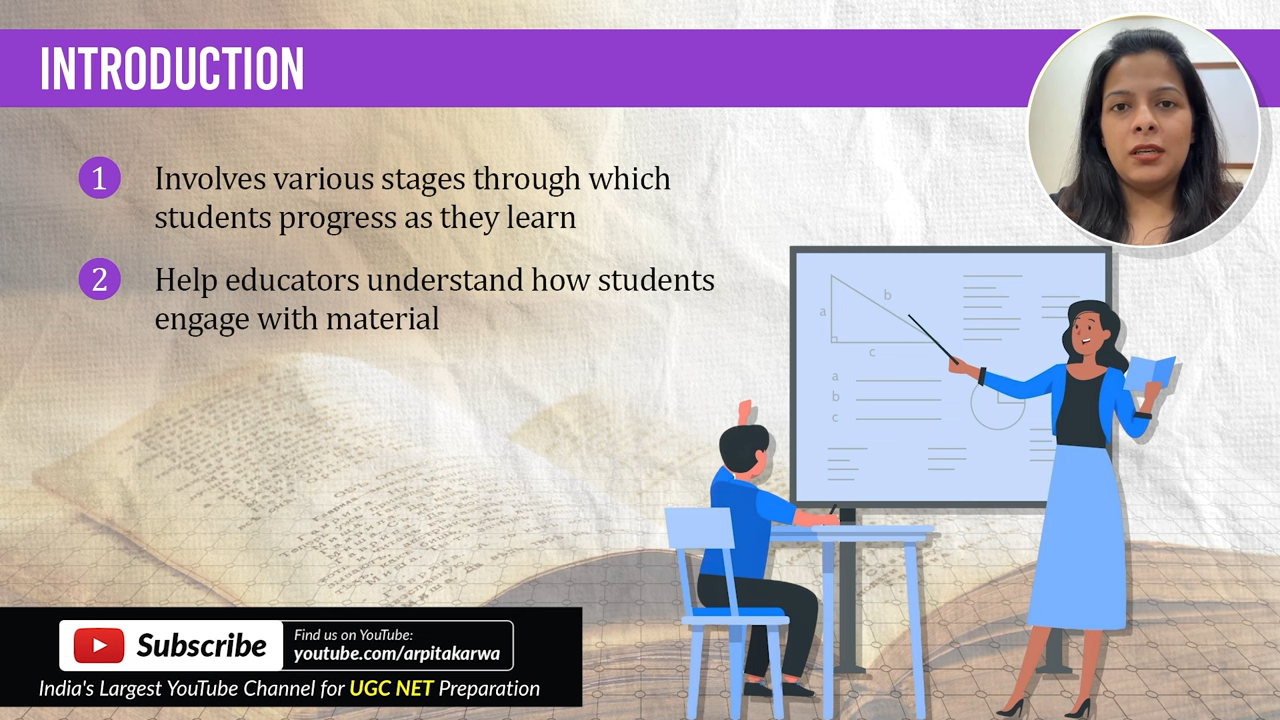 INTRODUCTION
1 Involves various stages through which
students progress as they learn
2 Help educators understand how students
engage with material
a
b
c
a
b
c
Subscribe
Find us on YouTube:
youtube.com/arpitakarwa
India's Largest YouTube Channel for UGC NET Preparation